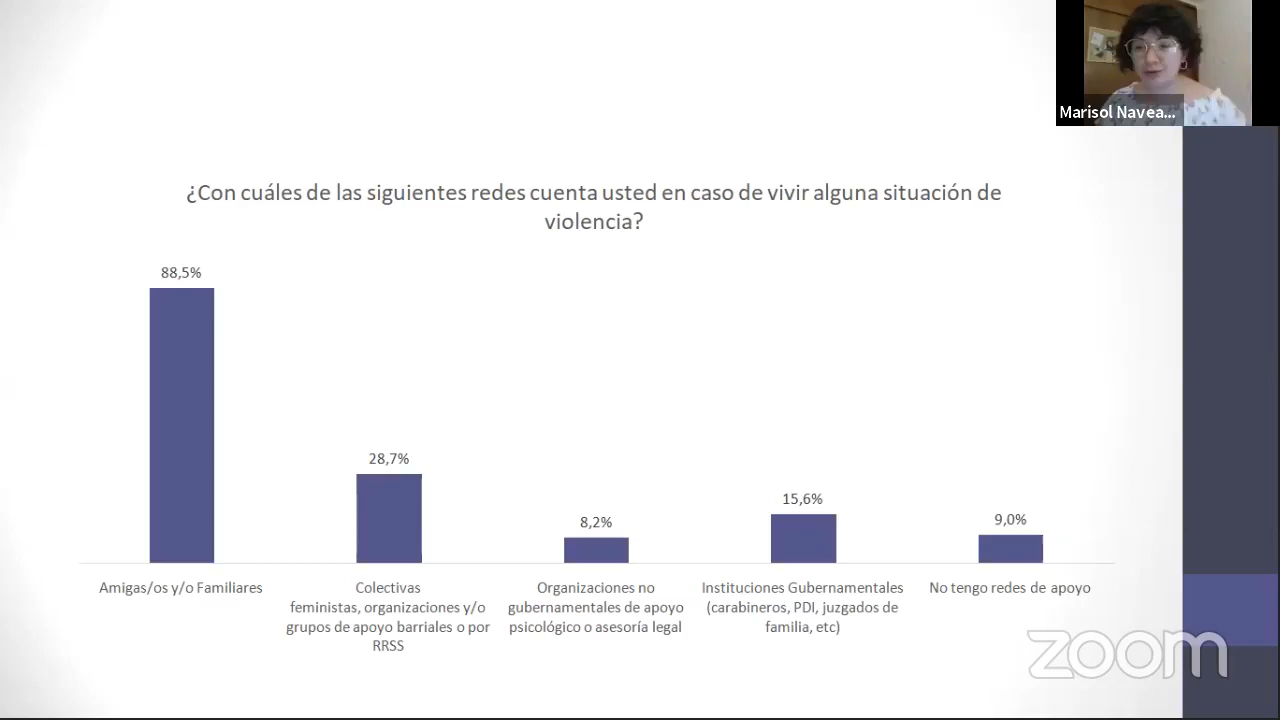 Marisol Navea...
¿Con cuáles de las siguientes redes cuenta usted en caso de vivir alguna situación de
violencia?
88,5%
28,7%
8,2%
15,6%
9,0%
Amigas/os y/o Familiares
Colectivas
feministas, organizaciones y/o
grupos de apoyo barriales o por
RRSS
Organizaciones no
gubernamentales de apoyo
psicológico o asesoría legal
Instituciones Gubernamentales
(carabineros, PDI, juzgados de
familia, etc)
No tengo redes de apoyo
zoom